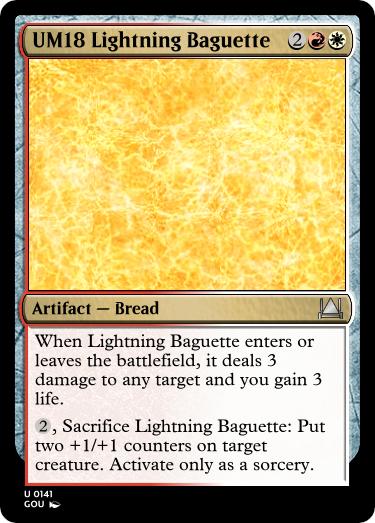 UM18 Lightning Baguette 2
Artifact — Bread
When Lightning Baguette enters or
leaves the battlefield, it deals 3
damage to any target and you gain 3
life.
2, Sacrifice Lightning Baguette: Put
two +1/+1 counters on target
creature. Activate only as a sorcery.
U 0141
GOU